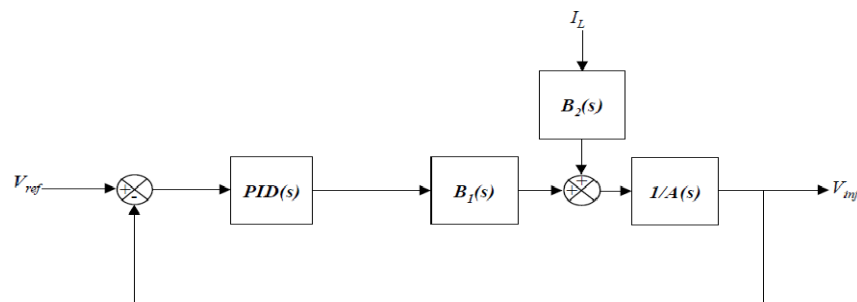 I_L
B_2(s)
V_ref
+
-
PID(s)
B_1(s)
+
+
1/A(s)
V_inj